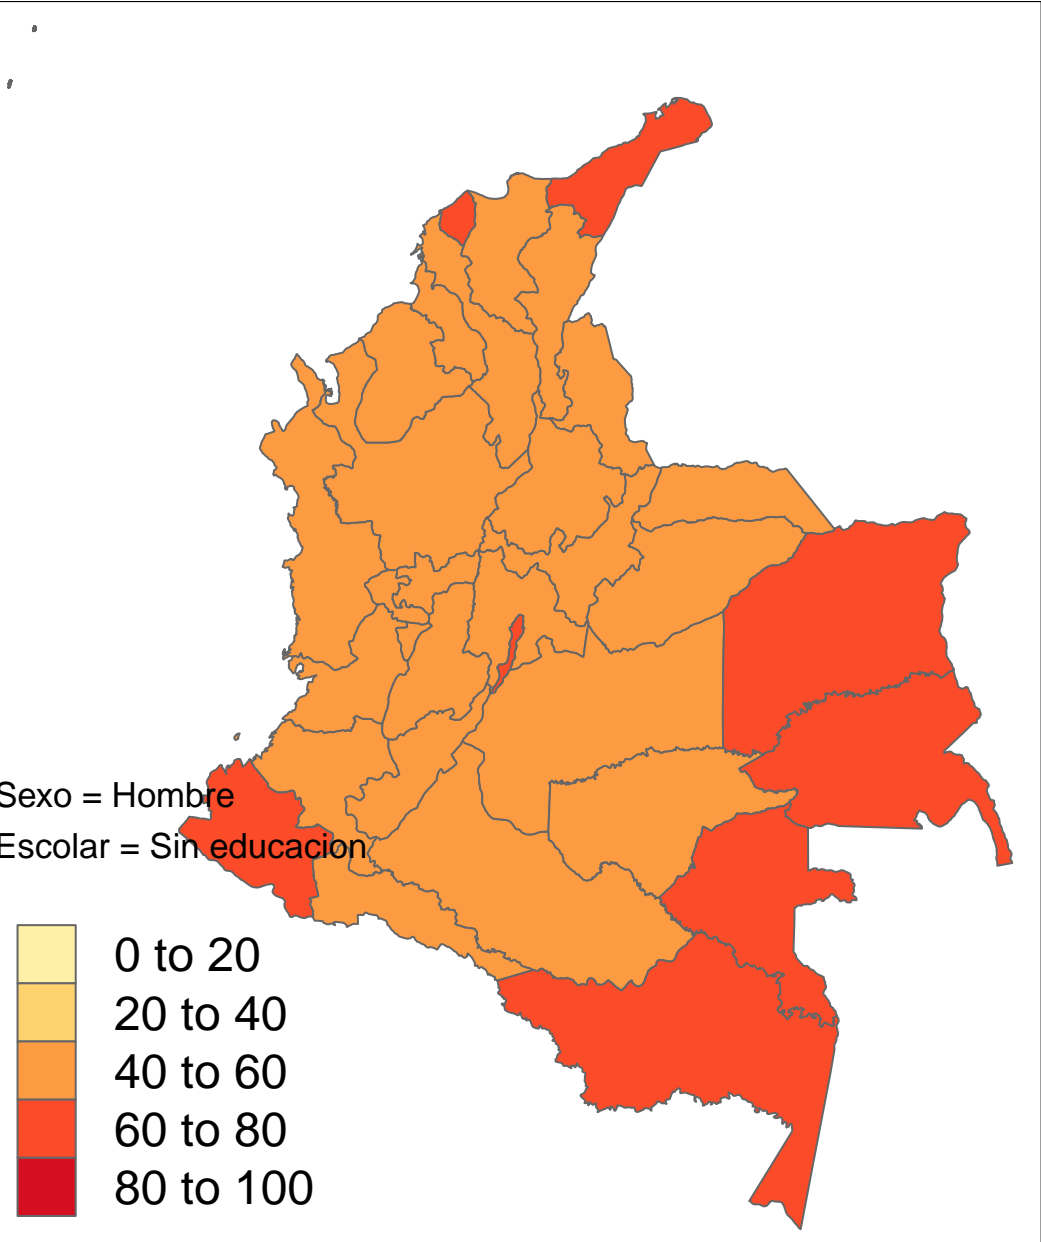 Sexo = Hombre
Escolar = Sin educacion
0 to 20
20 to 40
40 to 60
60 to 80
80 to 100